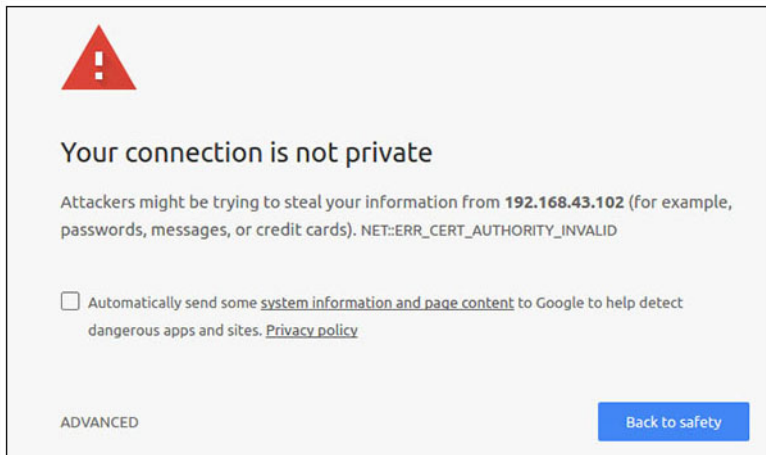 !
Your connection is not private
Attackers might be trying to steal your information from 192.168.43.102 (for example,
passwords, messages, or credit cards). NET::ERR_CERT_AUTHORITY_INVALID
Automatically send some system information and page content to Google to help detect
dangerous apps and sites. Privacy policy
ADVANCED
Back to safety